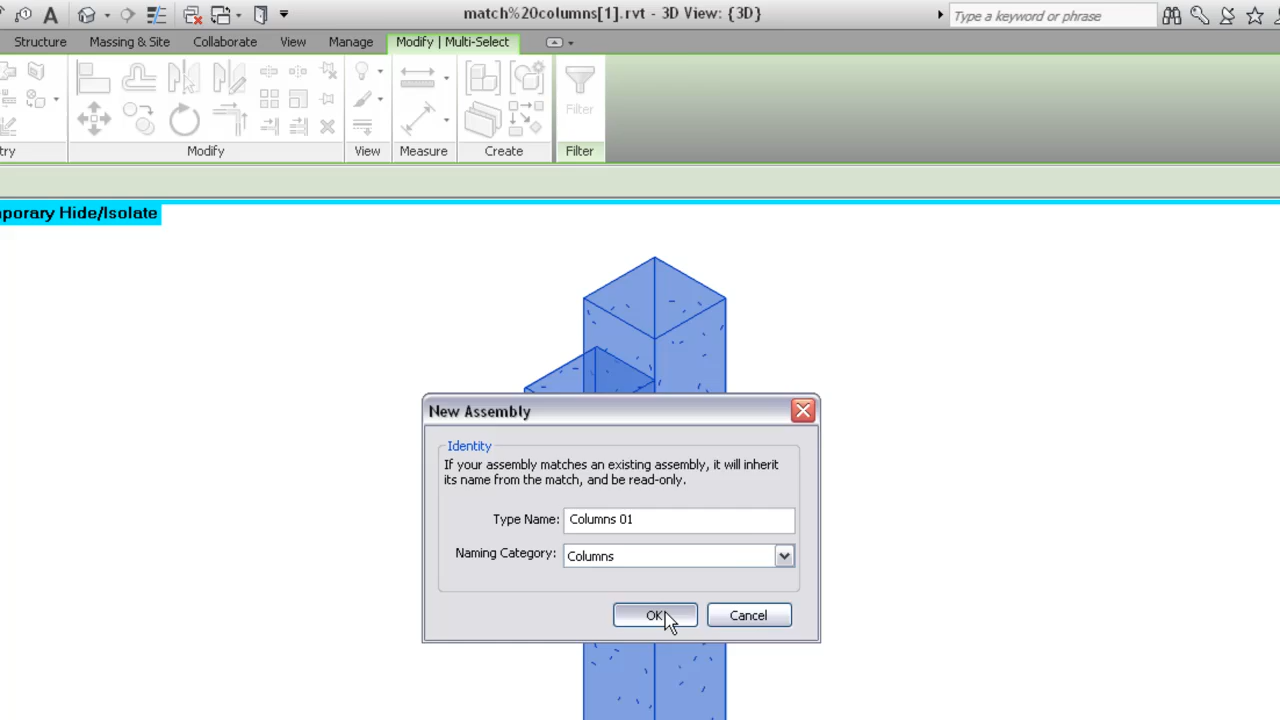 match%20columns[1].rvt - 3D View: {3D}
Type a keyword or phrase
Structure
Massing & Site
Collaborate
View
Manage
Modify | Multi-Select
A
Filter
try
Modify
View
Measure
Create
Filter
mporary Hide/Isolate
New Assembly
Identity
If your assembly matches an existing assembly, it will inherit
its name from the match, and be read-only.
Type Name: Columns 01
Naming Category: Columns
OK
Cancel